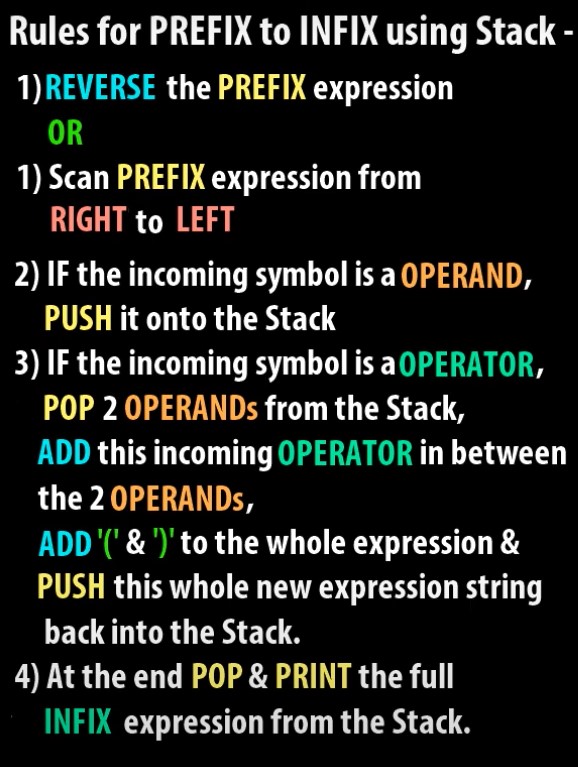 Rules for PREFIX to INFIX using Stack -
1) REVERSE the PREFIX expression
OR
1) Scan PREFIX expression from
RIGHT to LEFT
2) IF the incoming symbol is a OPERAND,
PUSH it onto the Stack
3) IF the incoming symbol is a OPERATOR,
POP 2 OPERANDs from the Stack,
ADD this incoming OPERATOR in between
the 2 OPERANDs,
ADD '(' & ')' to the whole expression &
PUSH this whole new expression string
back into the Stack.
4) At the end POP & PRINT the full
INFIX expression from the Stack.